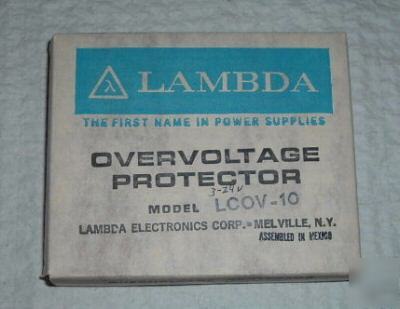 λ LAMBDA
THE FIRST NAME IN POWER SUPPLIES
OVERVOLTAGE
PROTECTOR
3-24V
MODEL LCOV-10
LAMBDA ELECTRONICS CORP. MELVILLE, N.Y.
ASSEMBLED IN MEXICO